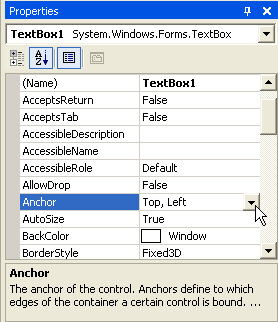 Properties
TextBox1 System.Windows.Forms.TextBox
(Name) TextBox1
AcceptsReturn False
AcceptsTab False
AccessibleDescription
AccessibleName
AccessibleRole Default
AllowDrop False
Anchor Top, Left
AutoSize True
BackColor Window
BorderStyle Fixed3D
Anchor
The anchor of the control. Anchors define to which
edges of the container a certain control is bound. ...